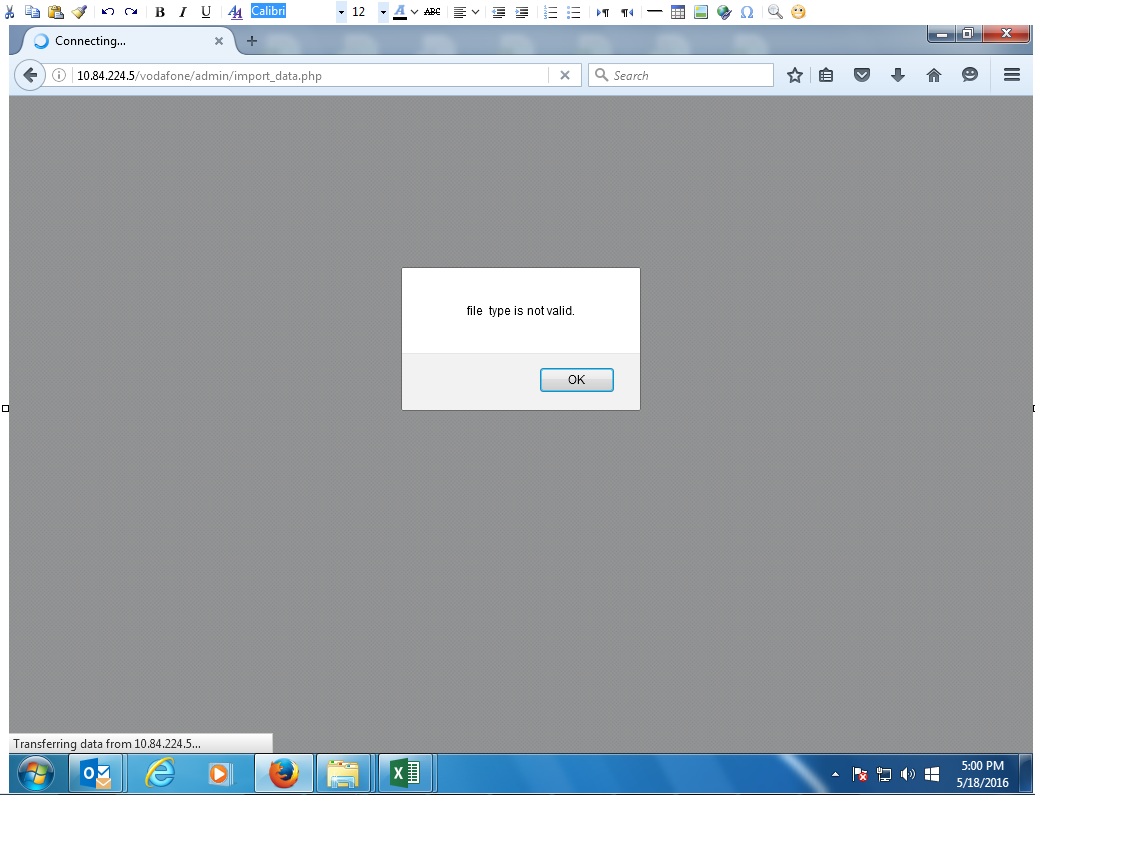 B I U A Calibri 12 A ABC
Connecting...
10.84.224.5/vodafone/admin/import_data.php
Search
file type is not valid.
OK
Transferring data from 10.84.224.5...
5:00 PM
5/18/2016